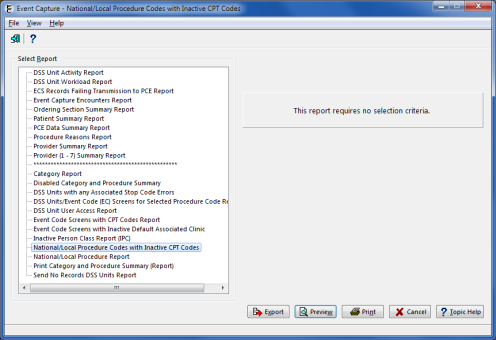 Event Capture - National/Local Procedure Codes with Inactive CPT Codes
File View Help
?
Select Report
DSS Unit Activity Report
DSS Unit Workload Report
ECS Records Failing Transmission to PCE Report
Event Capture Encounters Report
Ordering Section Summary Report
Patient Summary Report
PCE Data Summary Report
Procedure Reasons Report
Provider Summary Report
Provider (1 - 7) Summary Report
**************************************************
Category Report
Disabled Category and Procedure Summary
DSS Units with any Associated Stop Code Errors
DSS Units/Event Code (EC) Screens for Selected Procedure Code Re
DSS Unit User Access Report
Event Code Screens with CPT Codes Report
Event Code Screens with Inactive Default Associated Clinic
Inactive Person Class Report (IPC)
National/Local Procedure Codes with Inactive CPT Codes
National/Local Procedure Report
Print Category and Procedure Summary (Report)
Send No Records DSS Units Report
This report requires no selection criteria.
Export Preview Print Cancel ? Topic Help